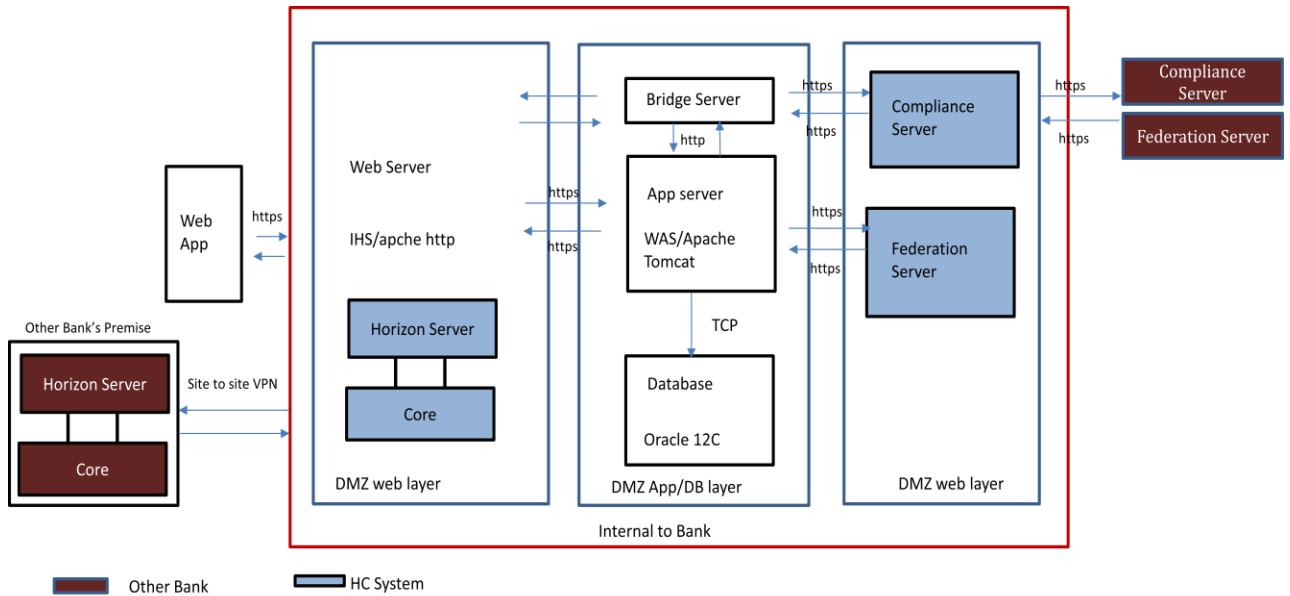 Web
App
https
Other Bank's Premise
Horizon Server
Core
Site to site VPN
Web Server
IHS/apche http
Horizon Server
Core
DMZ web layer
https
https
Bridge Server
http
App server
WAS/Apache
Tomcat
TCP
Database
Oracle 12C
DMZ App/DB layer
https
https
https
https
Compliance
Server
Federation
Server
DMZ web layer
https
https
Compliance
Server
Federation Server
Internal to Bank
Other Bank
HC System